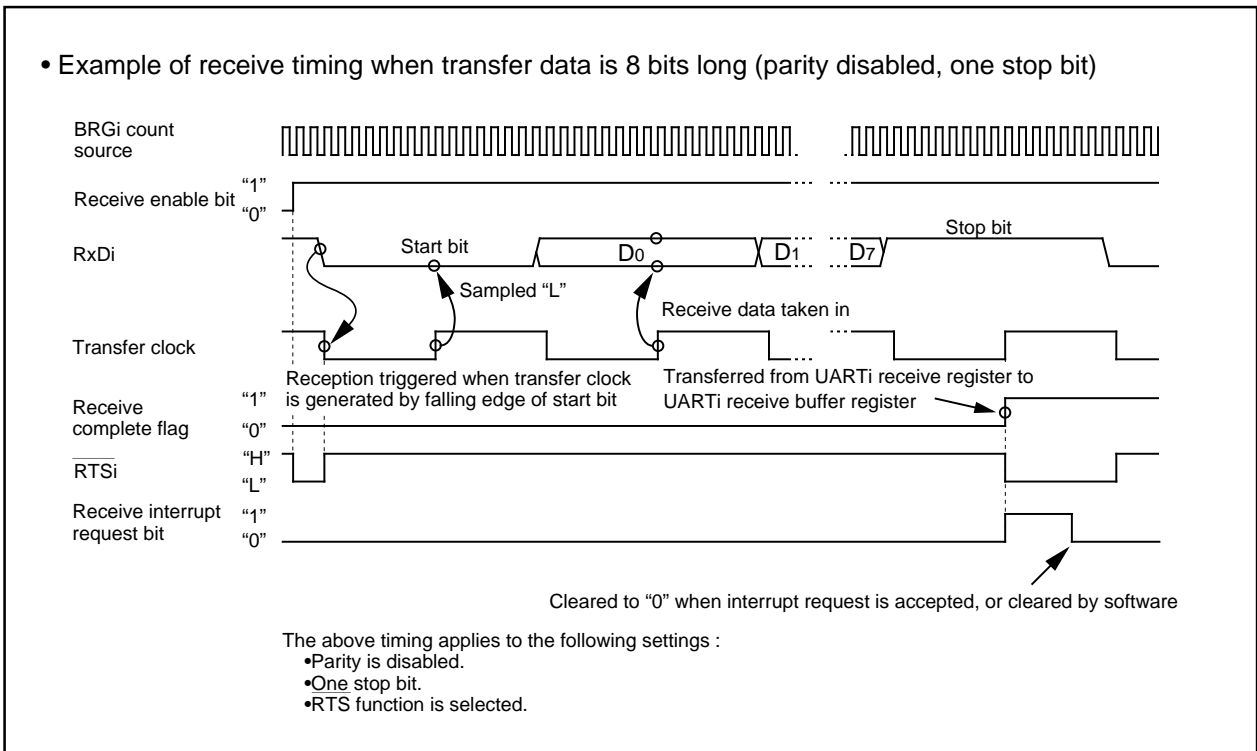 • Example of receive timing when transfer data is 8 bits long (parity disabled, one stop bit)
BRGi count
source
Receive enable bit
“1”
“0”
RxDi
Start bit
D0
D1
D7
Stop bit
Sampled “L”
Receive data taken in
Transfer clock
Reception triggered when transfer clock
is generated by falling edge of start bit
Transferred from UARTi receive register to
UARTi receive buffer register
Receive
complete flag
“1”
“0”
RTSi
“H”
“L”
Receive interrupt
request bit
“1”
“0”
Cleared to “0” when interrupt request is accepted, or cleared by software
The above timing applies to the following settings :
•Parity is disabled.
•One stop bit.
•RTS function is selected.